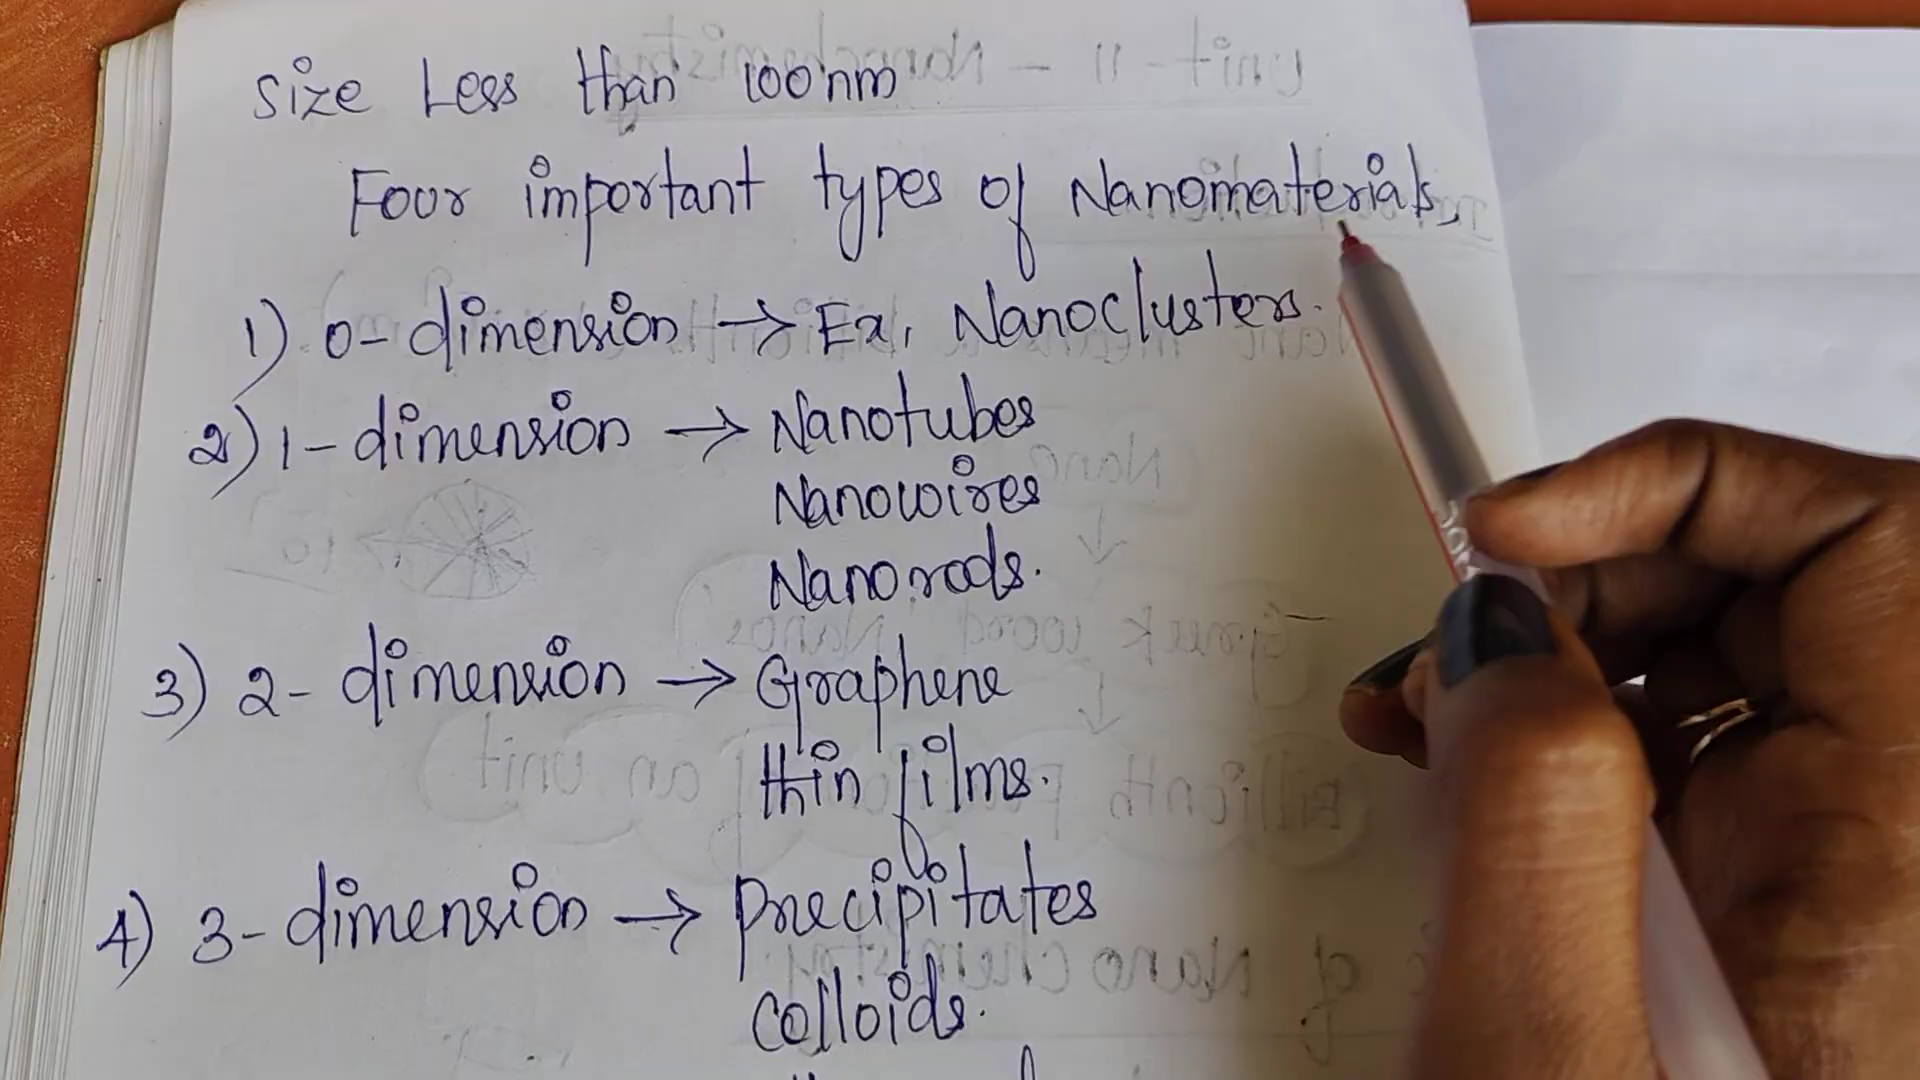 Size Less than 100nm
Four important types of Nanomaterials,
1) 0-dimension → Ex, Nanoclusters.
2) 1-dimension → Nanotubes
Nanowires
Nanorods.
3) 2-dimension → Graphene
thin films.
4) 3-dimension → Precipitates
Colloids.